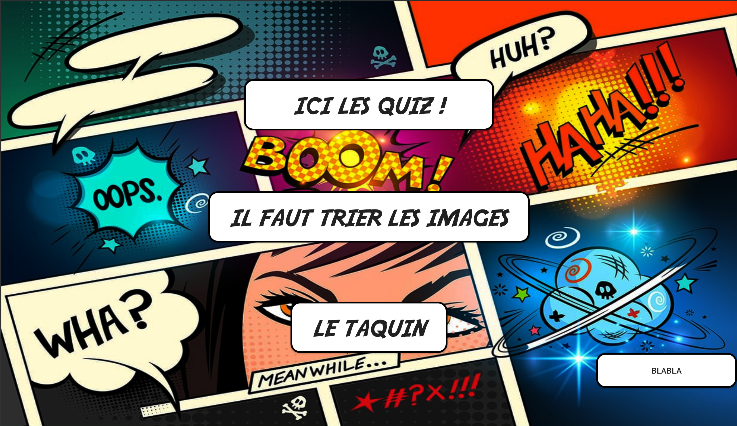 HUH?
ICI LES QUIZ !
HAHA!!!
BOOM!
OOPS.
IL FAUT TRIER LES IMAGES
WHA?
LE TAQUIN
MEANWHILE...
BLABLA
★#?×!!!